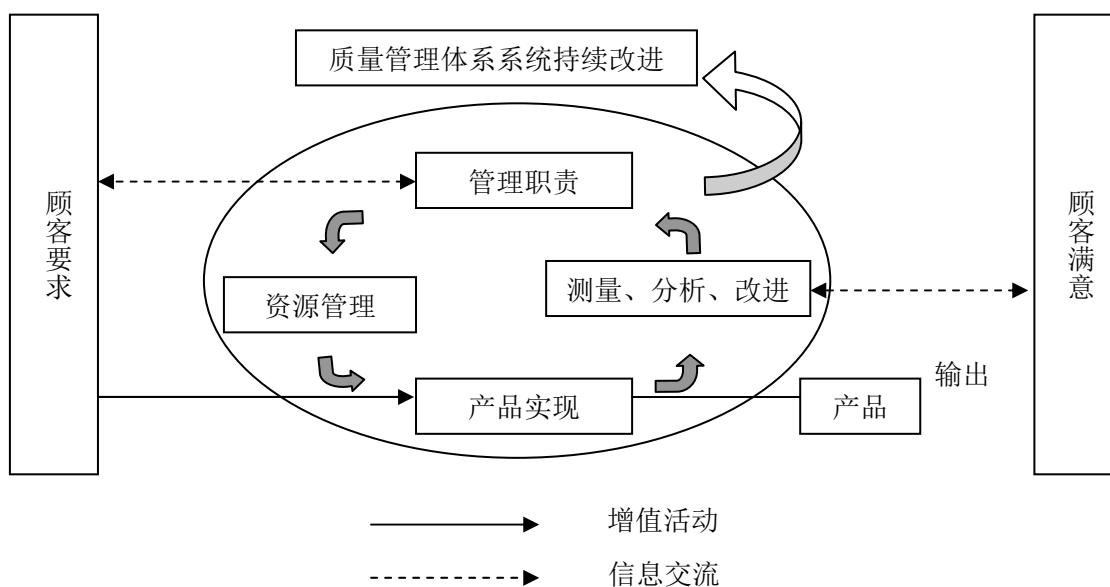 质量管理体系系统持续改进
管理职责
顾客要求
顾客满意
资源管理
测量、分析、改进
产品实现
产品
输出
增值活动
信息交流